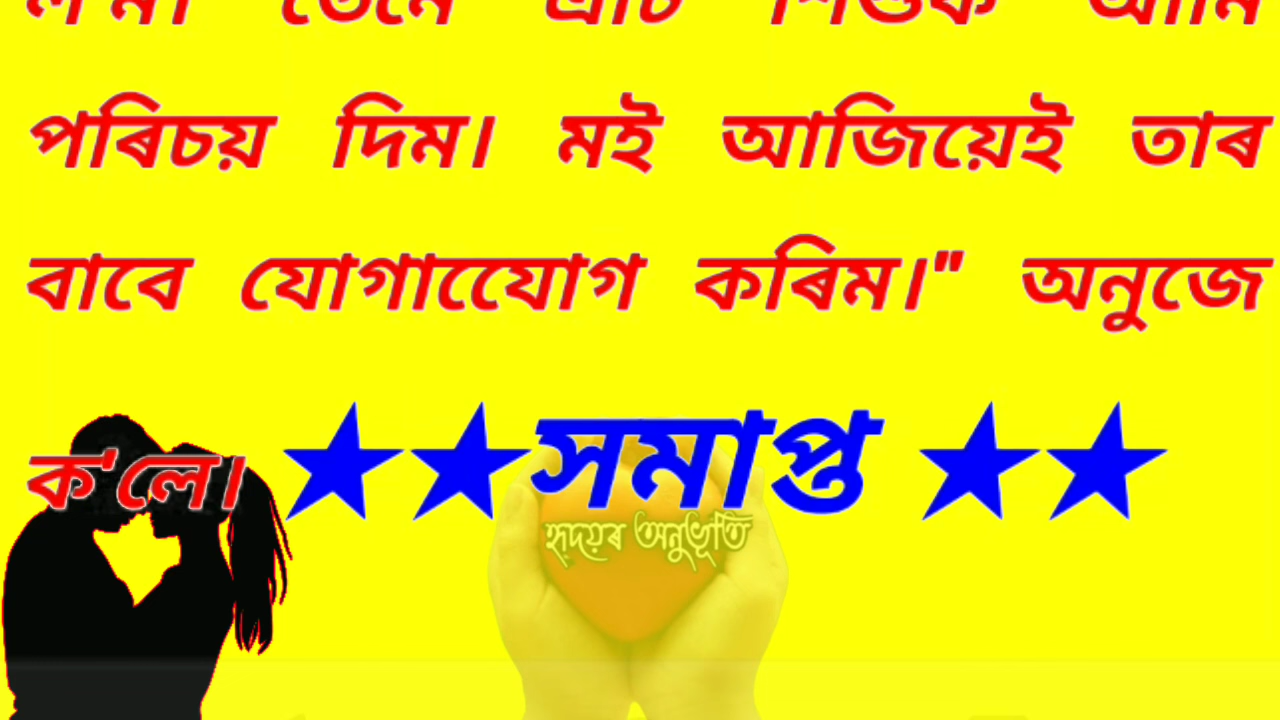 পৰিচয় দিম। মই আজিয়েই তাৰ
বাবে যোগাযোেগ কৰিম।" অনুজে
ক'লে। ★★সমাপ্ত ★★
হৃদয়ৰ অনুভূতি